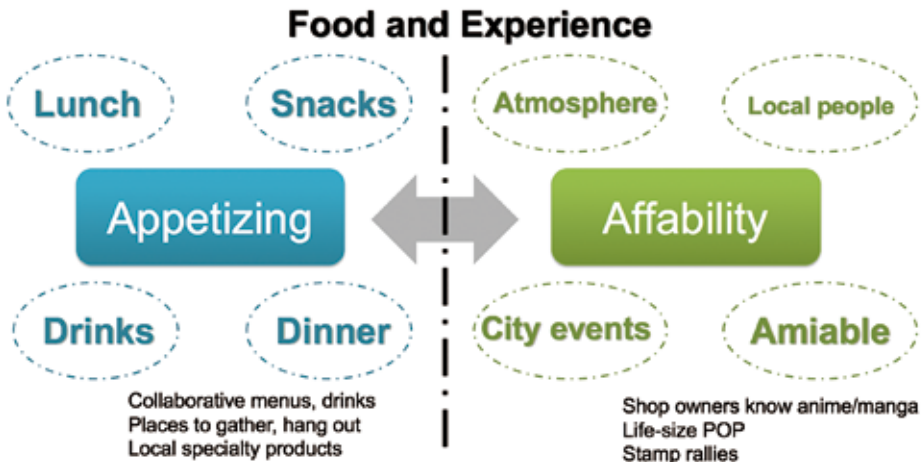 Food and Experience
Lunch
Snacks
Appetizing
Drinks
Dinner
Collaborative menus, drinks
Places to gather, hang out
Local specialty products
Atmosphere
Local people
Affability
City events
Amiable
Shop owners know anime/manga
Life-size POP
Stamp rallies